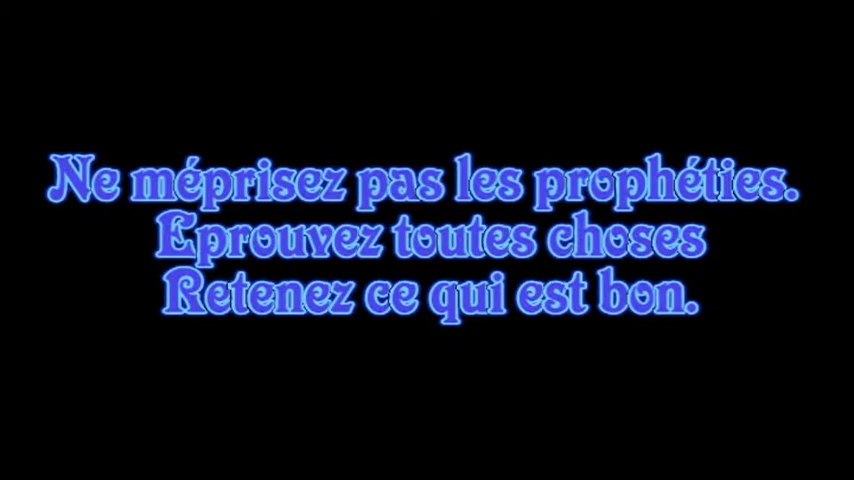 Ne méprisez pas les prophéties.
Eprouvez toutes choses
Retenez ce qui est bon.